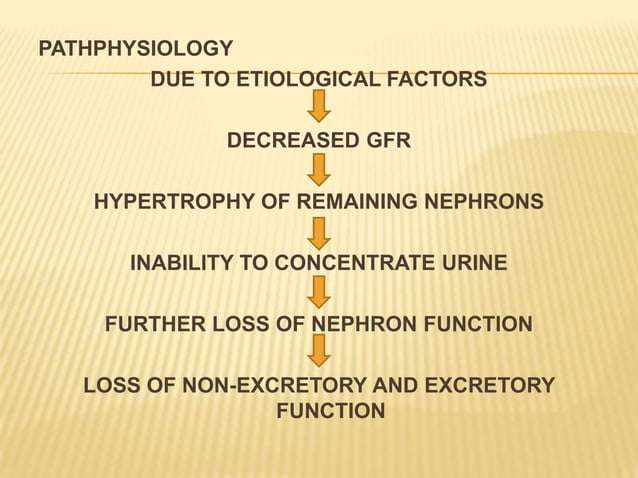 PATHPHYSIOLOGY
DUE TO ETIOLOGICAL FACTORS
DECREASED GFR
HYPERTROPHY OF REMAINING NEPHRONS
INABILITY TO CONCENTRATE URINE
FURTHER LOSS OF NEPHRON FUNCTION
LOSS OF NON-EXCRETORY AND EXCRETORY
FUNCTION